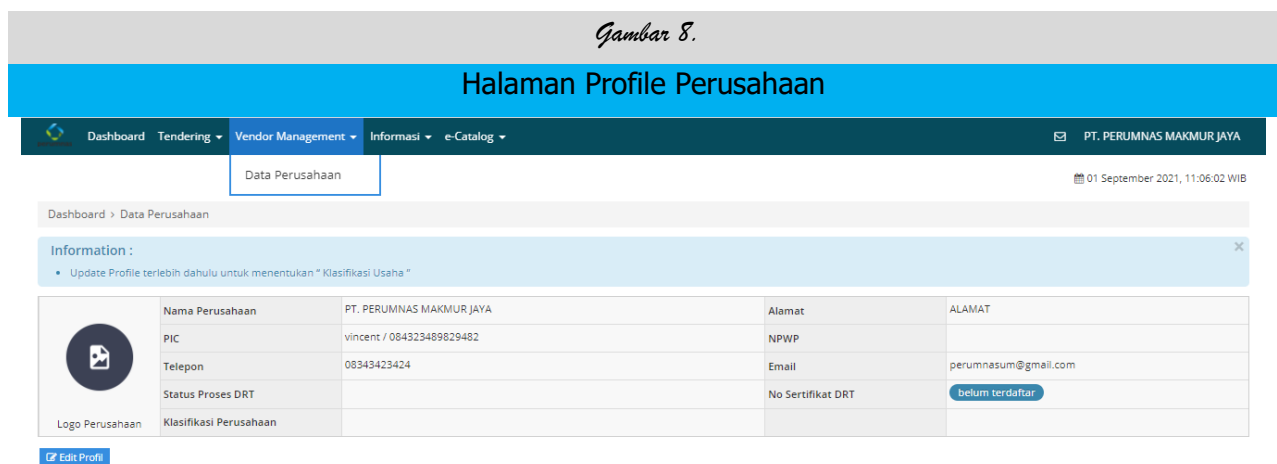 Gambar 8.
Halaman Profile Perusahaan
Dashboard Tendering Vendor Management Informasi e-Catalog PT. PERUMNAS MAKMUR JAYA
Data Perusahaan
01 September 2021, 11:06:02 WIB
Dashboard > Data Perusahaan
Information : ×
• Update Profile terlebih dahulu untuk menentukan " Klasifikasi Usaha "
Nama Perusahaan PT. PERUMNAS MAKMUR JAYA Alamat ALAMAT
PIC vincent / 084323489829482 NPWP
Telepon 08343423424 Email perumnasum@gmail.com
Status Proses DRT No Sertifikat DRT belum terdaftar
Logo Perusahaan Klasifikasi Perusahaan
Edit Profil